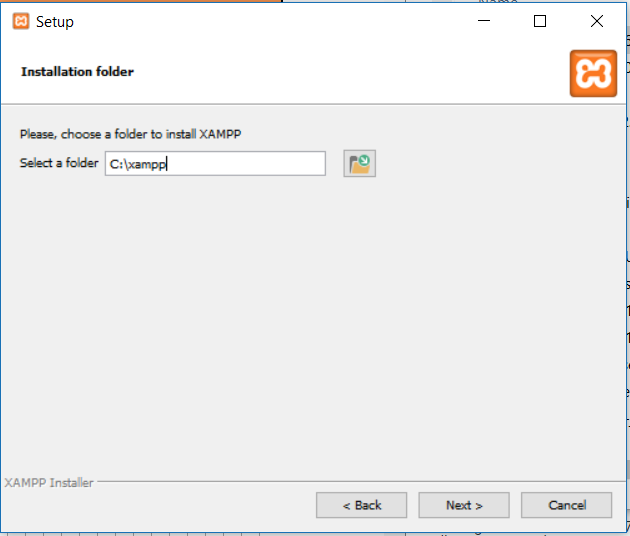 Setup
Installation folder
Please, choose a folder to install XAMPP
Select a folder C:\xampp
XAMPP Installer
< Back Next > Cancel